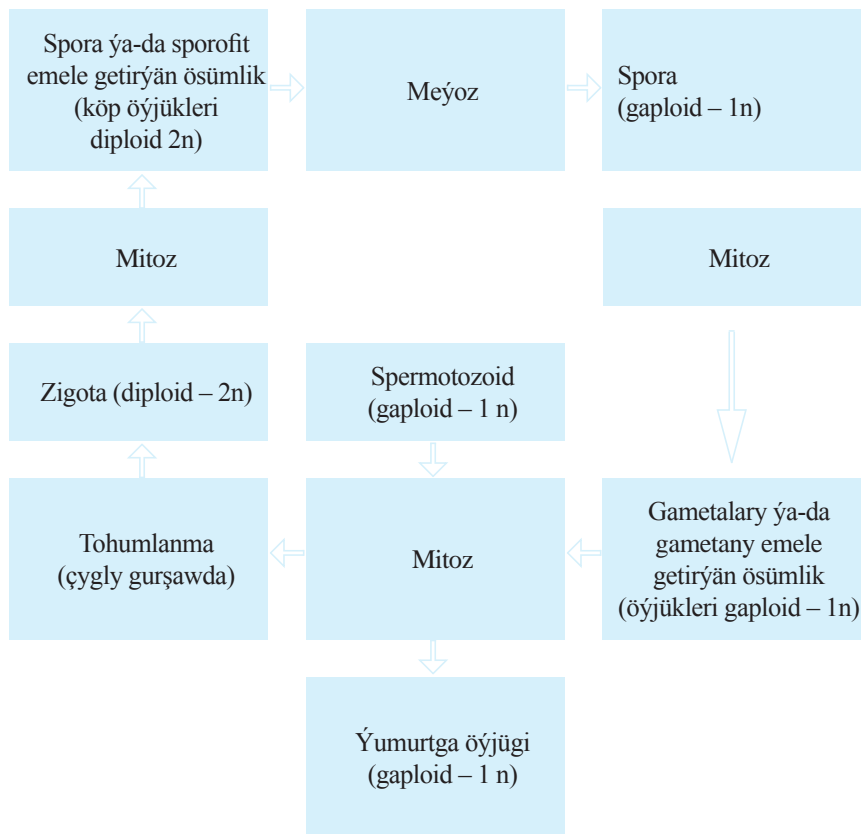 Spora ýa-da sporofit
emele getirýän ösümlik
(köp öýjükleri
diploid 2n)
Meýoz
Spora
(gaploid – 1n)
Mitoz
Mitoz
Zigota (diploid – 2n)
Spermotozoid
(gaploid – 1 n)
Tohumlanma
(çygly gurşawda)
Mitoz
Gametalary ýa-da
gametany emele
getirýän ösümlik
(öýjükleri gaploid – 1n)
Ýumurtga öýjügi
(gaploid – 1 n)